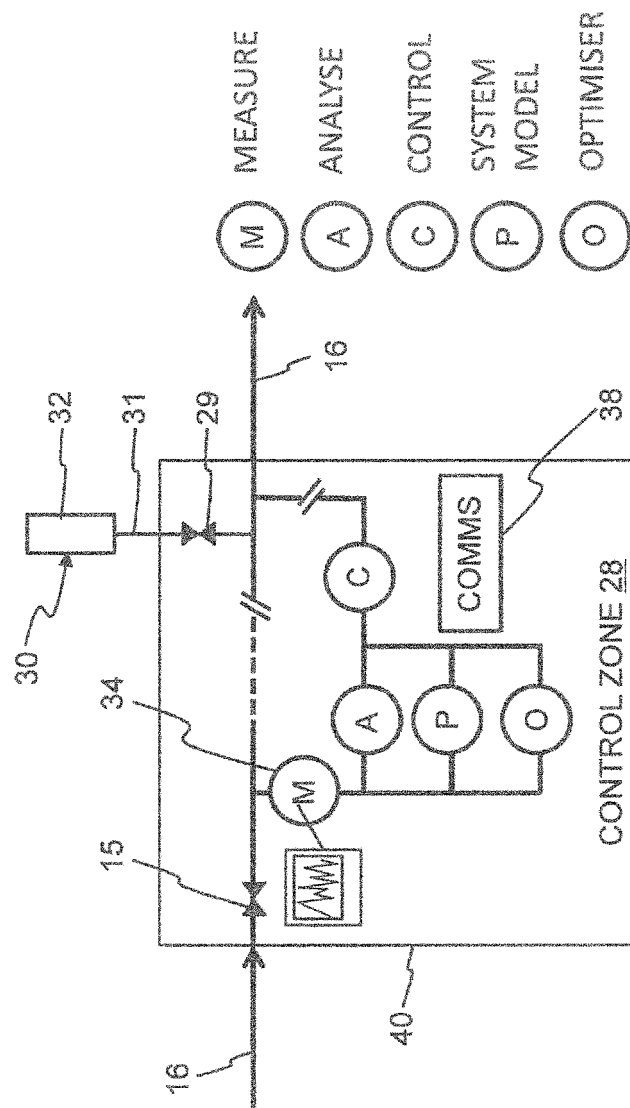 30
32
31
29
16
34
15
16
40
38
M
A
P
O
C
COMMS
CONTROL ZONE 28
M MEASURE
A ANALYSE
C CONTROL
P SYSTEM
MODEL
O OPTIMISER